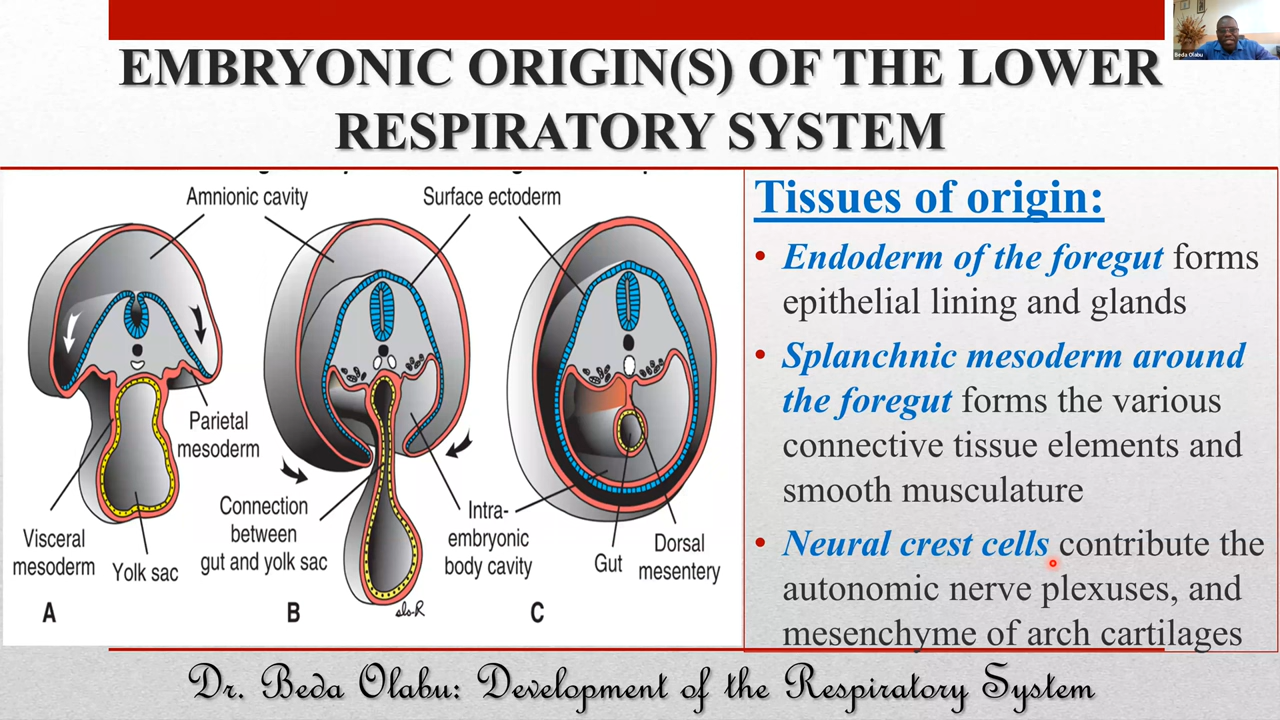 EMBRYONIC ORIGIN(S) OF THE LOWER
RESPIRATORY SYSTEM
Beda Olabu
Amnionic cavity
Surface ectoderm
Parietal
mesoderm
Visceral
mesoderm
Yolk sac
Connection
between
gut and yolk sac
Intra-
embryonic
body cavity
Gut
Dorsal
mesentery
A
B
C
sls-R
Tissues of origin:
• Endoderm of the foregut forms
epithelial lining and glands
• Splanchnic mesoderm around
the foregut forms the various
connective tissue elements and
smooth musculature
• Neural crest cells contribute the
autonomic nerve plexuses, and
mesenchyme of arch cartilages
Dr. Beda Olabu: Development of the Respiratory System